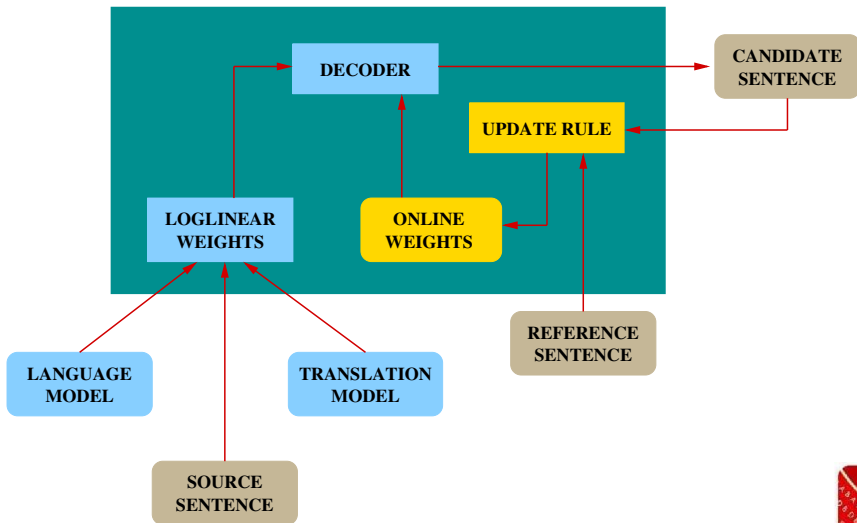 DECODER
CANDIDATE
SENTENCE
UPDATE RULE
LOGLINEAR
WEIGHTS
ONLINE
WEIGHTS
REFERENCE
SENTENCE
LANGUAGE
MODEL
TRANSLATION
MODEL
SOURCE
SENTENCE